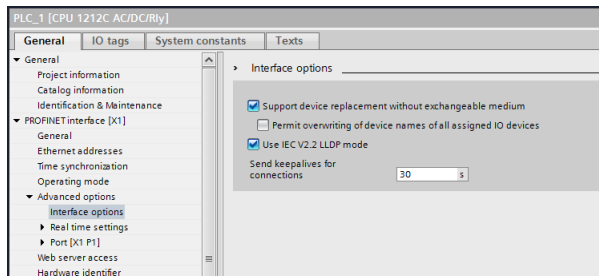 PLC_1 [CPU 1212C AC/DC/Rly]
General IO tags System constants Texts
General
Project information
Catalog information
Identification & Maintenance
PROFINET interface [X1]
General
Ethernet addresses
Time synchronization
Operating mode
Advanced options
Interface options
Real time settings
Port [X1 P1]
Web server access
Hardware identifier
Interface options
Support device replacement without exchangeable medium
Permit overwriting of device names of all assigned IO devices
Use IEC V2.2 LLDP mode
Send keepalives for
connections 30 s